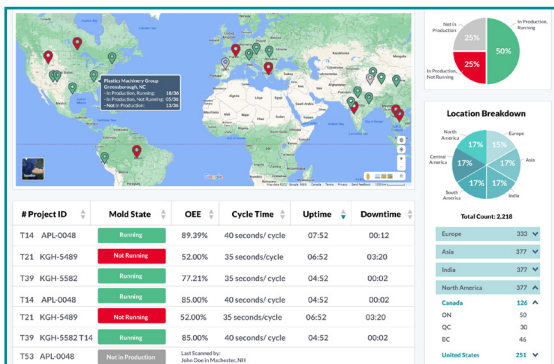 Plastics Machinery Group
Greensborough, NC
- In Production, Running: 18/36
- In Production, Not Running: 05/36
- Not in Production: 13/36
Not in Production
25%
In Production, Running
50%
In Production, Not Running
25%
Location Breakdown
North America
17%
Europe
15%
Central America
17%
Asia
17%
South America
17%
India
17%
Total Count: 2,218
Europe 333
Asia 377
India 377
North America 377
Canada 126
ON 50
QC 30
BC 46
United States 251
# Project ID Mold State OEE Cycle Time Uptime Downtime
T14 APL-0048 Running 89.39% 40 seconds/ cycle 07:52 00:12
T21 KGH-5489 Not Running 52.00% 35 seconds/ cycle 06:52 03:20
T39 KGH-5582 Running 77.21% 35 seconds/ cycle 04:52 00:02
T14 APL-0048 Running 85.00% 40 seconds/ cycle 04:52 00:02
T21 KGH-5489 Not Running 52.00% 35 seconds/ cycle 06:52 03:20
T39 KGH-5582 T14 Running 85.00% 40 seconds/ cycle 04:52 00:02
T53 APL-0048 Not in Production Last Scanned by:
John Doe in Machester, NH